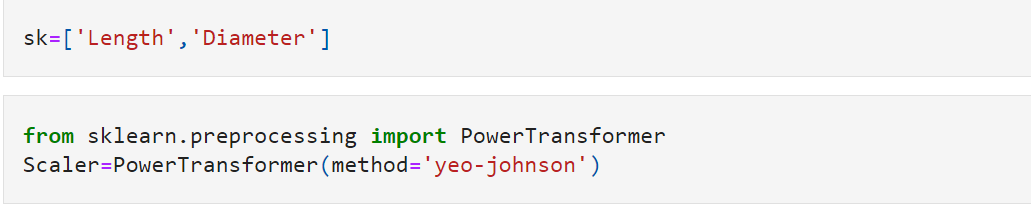 sk=['Length','Diameter']
from sklearn.preprocessing import PowerTransformer
Scaler=PowerTransformer(method='yeo-johnson')